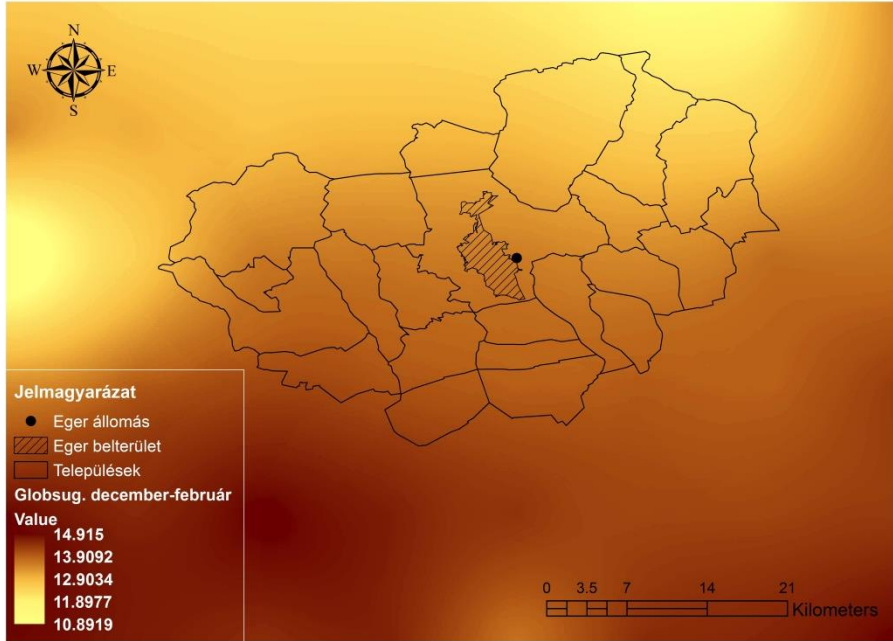 N
W E
S
Jelmagyarázat
Eger állomás
Eger belterület
Települések
Globsug. december-február
Value
14.915
13.9092
12.9034
11.8977
10.8919
0 3.5 7 14 21
Kilometers